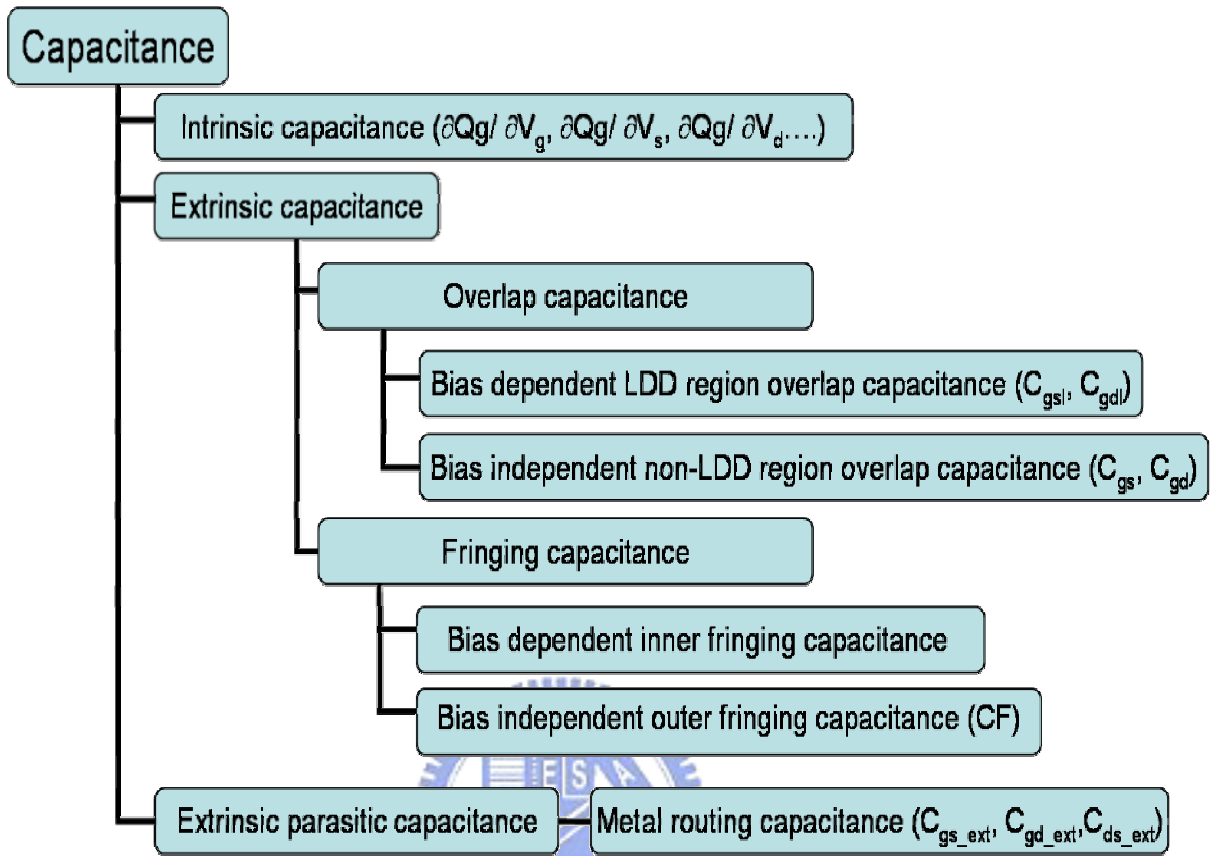 Capacitance
Intrinsic capacitance (∂Qg/ ∂Vg, ∂Qg/ ∂Vs, ∂Qg/ ∂Vd….)
Extrinsic capacitance
Overlap capacitance
Bias dependent LDD region overlap capacitance (Cgsl, Cgdl)
Bias independent non-LDD region overlap capacitance (Cgs, Cgd)
Fringing capacitance
Bias dependent inner fringing capacitance
Bias independent outer fringing capacitance (CF)
ESA
Extrinsic parasitic capacitance
Metal routing capacitance (Cgs_ext, Cgd_ext,Cds_ext)